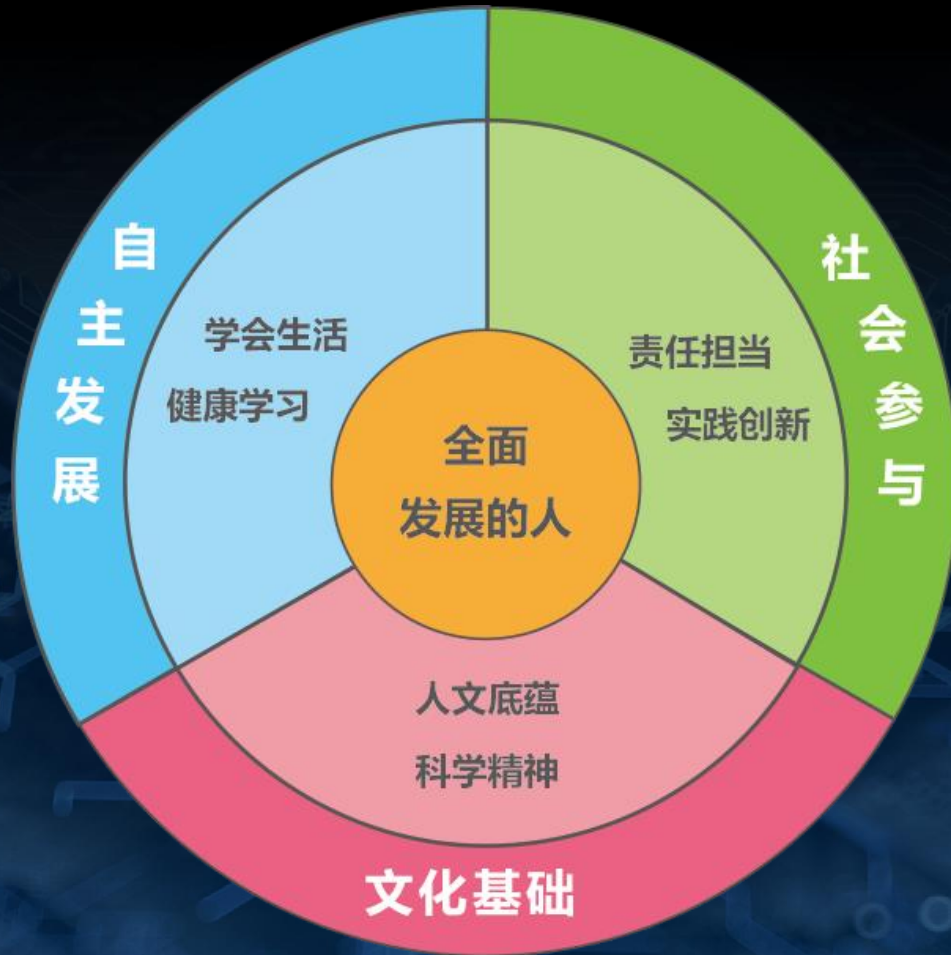 自主发展
学会生活
健康学习
社会参与
责任担当
实践创新
全面
发展的人
人文底蕴
科学精神
文化基础